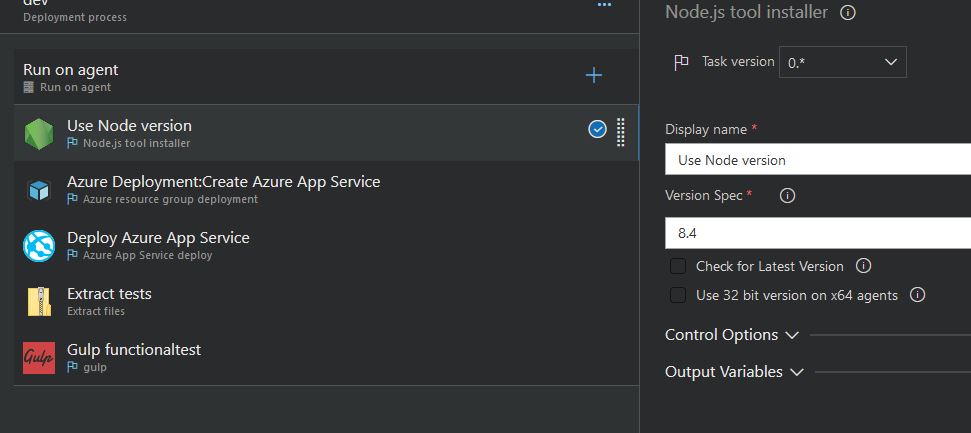 dev
Deployment process
Run on agent
Run on agent
Use Node version
Node.js tool installer
Azure Deployment:Create Azure App Service
Azure resource group deployment
Deploy Azure App Service
Azure App Service deploy
Extract tests
Extract files
Gulp
Gulp functionaltest
gulp
Node.js tool installer
Task version 0.*
Display name *
Use Node version
Version Spec *
8.4
Check for Latest Version
Use 32 bit version on x64 agents
Control Options
Output Variables